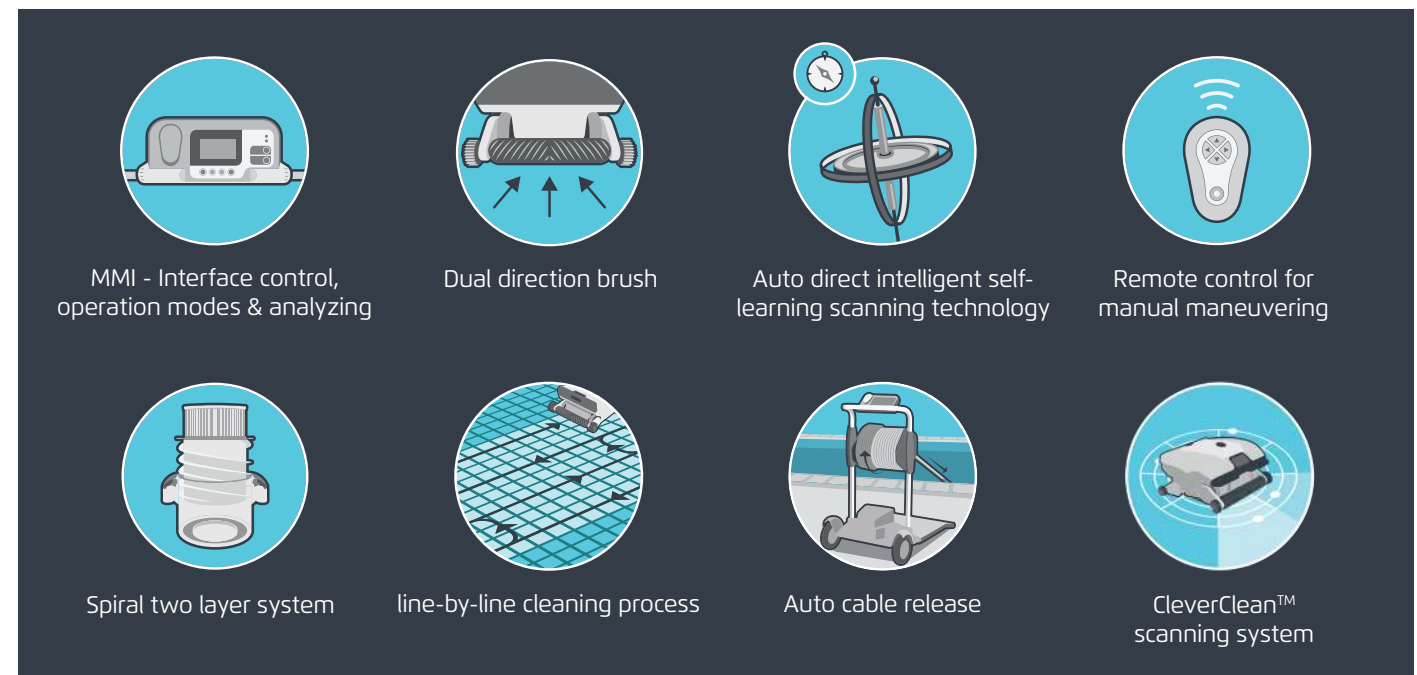 MMI - Interface control,
operation modes & analyzing
Dual direction brush
Auto direct intelligent self-
learning scanning technology
Remote control for
manual maneuvering
Spiral two layer system
line-by-line cleaning process
Auto cable release
CleverClean™
scanning system